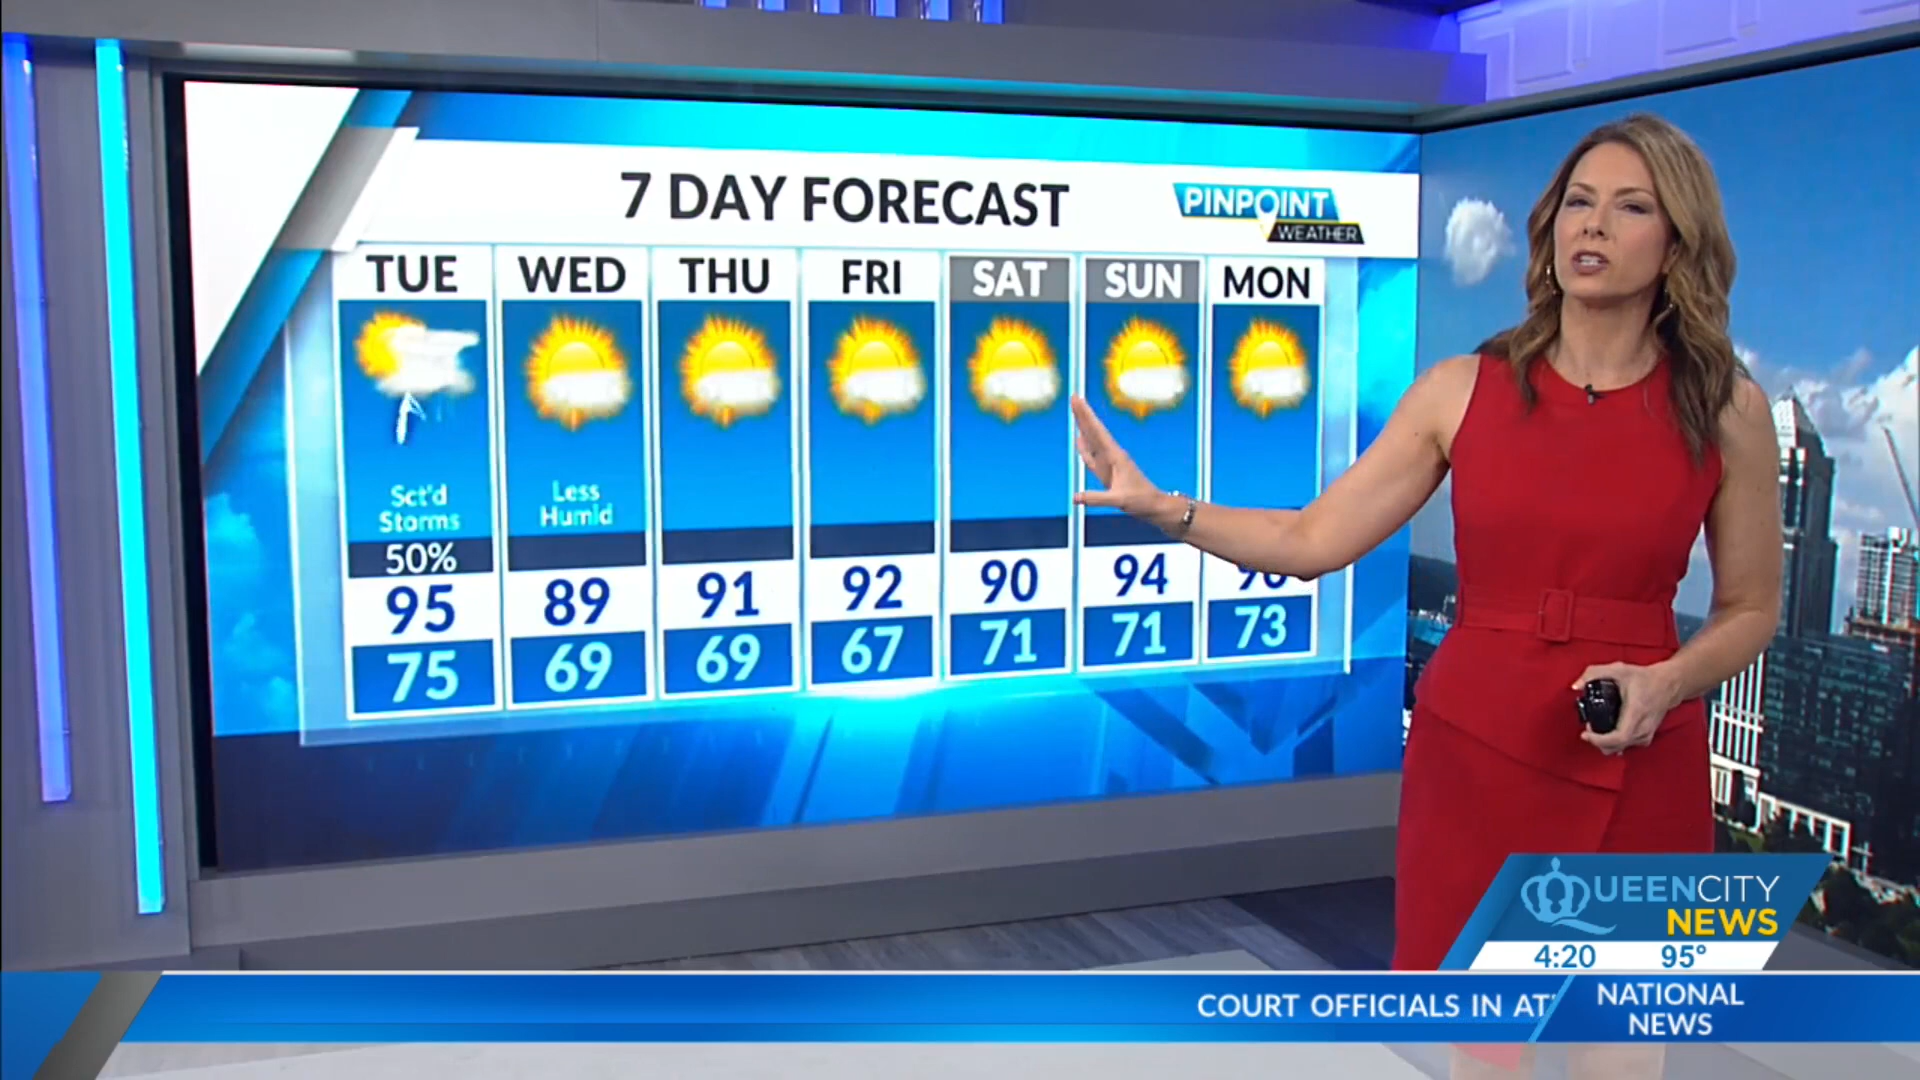 7 DAY FORECAST
PINPOINT
WEATHER
TUE WED THU FRI SAT SUN MON
Sct'd
Storms
Less
Humid
50%
95 89 91 92 90 94
75 69 69 67 71 71 73
QUEENCITY
NEWS
4:20 95°
COURT OFFICIALS IN
NATIONAL
NEWS